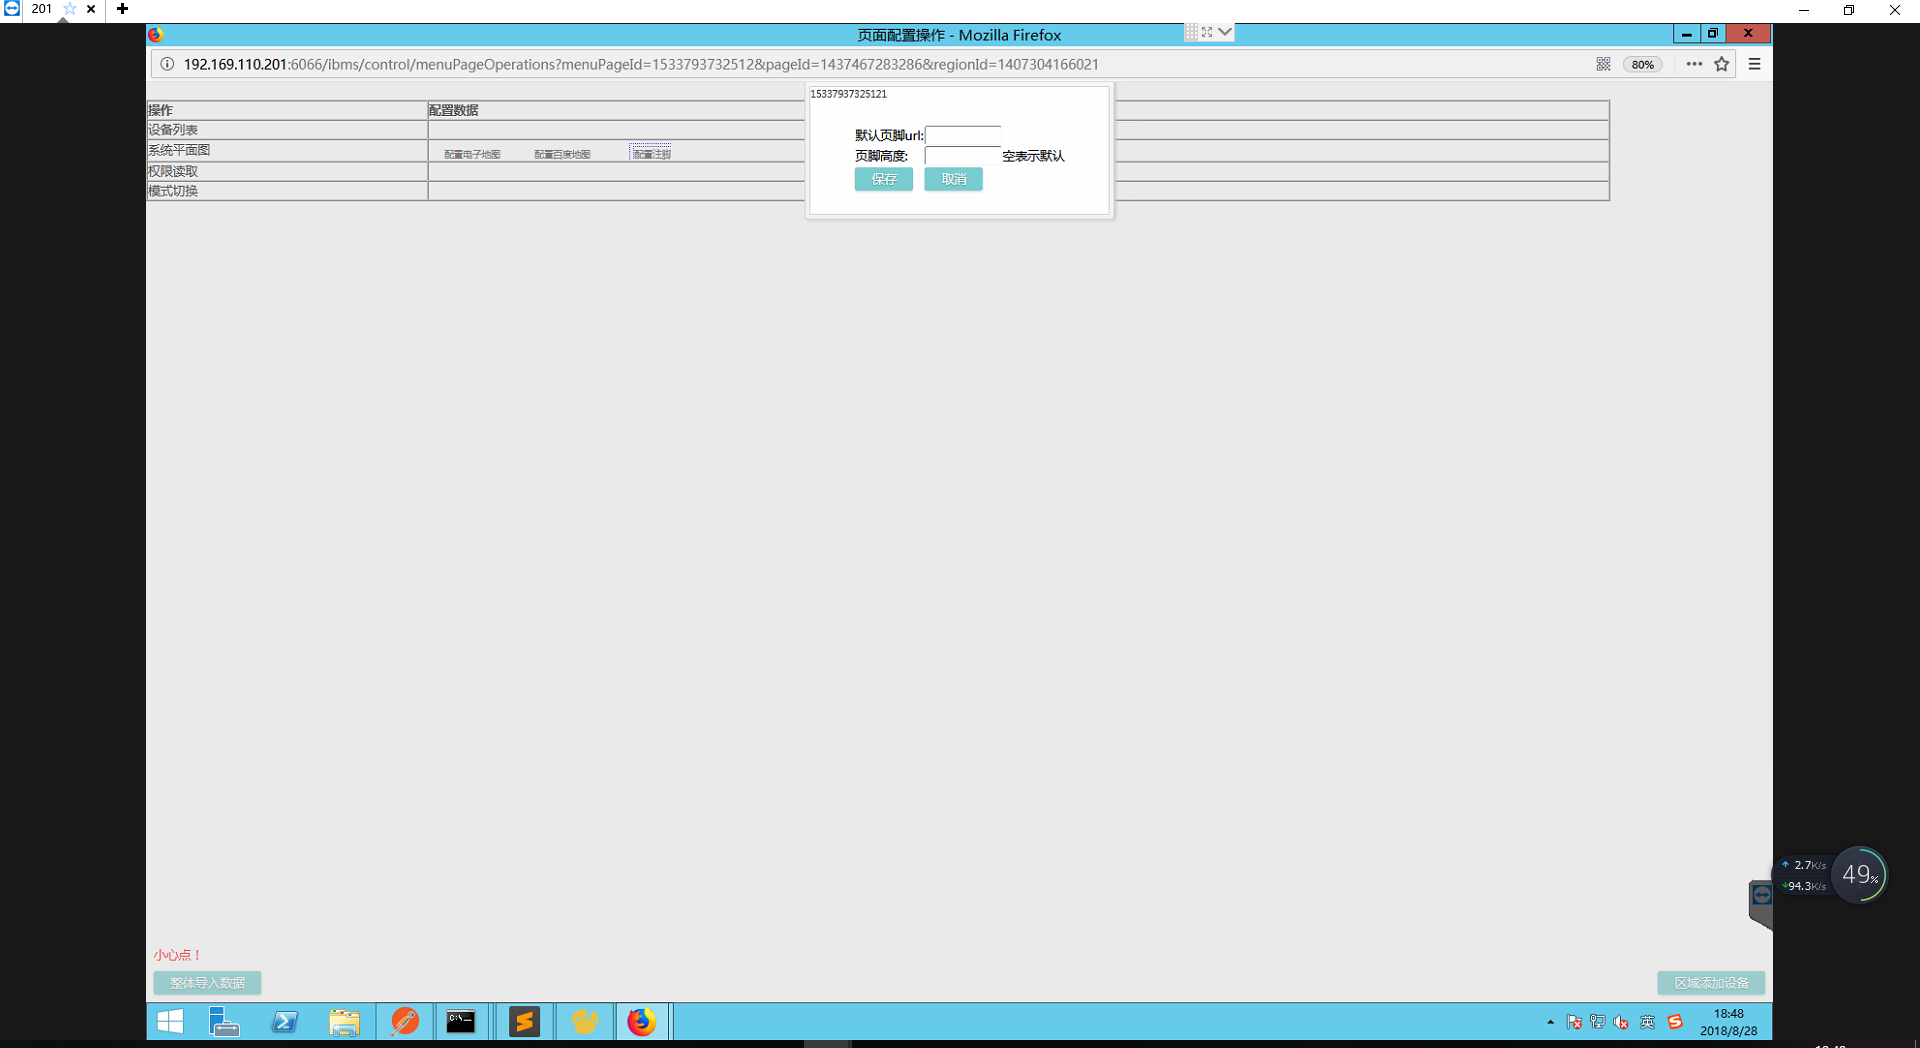 201
页面配置操作 - Mozilla Firefox
192.169.110.201:6066/ibms/control/menuPageOperations?menuPageId=1533793732512&pageId=1437467283286&regionId=1407304166021
80%
15337937325121
操作 配置数据
设备列表
系统平面图 配置电子地图 配置百度地图 配置注脚
权限读取
模式切换
默认页脚url:
页脚高度: 空表示默认
保存 取消
2.7K/s
94.3K/s
49%
小心点！
整体导入数据
区域添加设备
英
18:48
2018/8/28